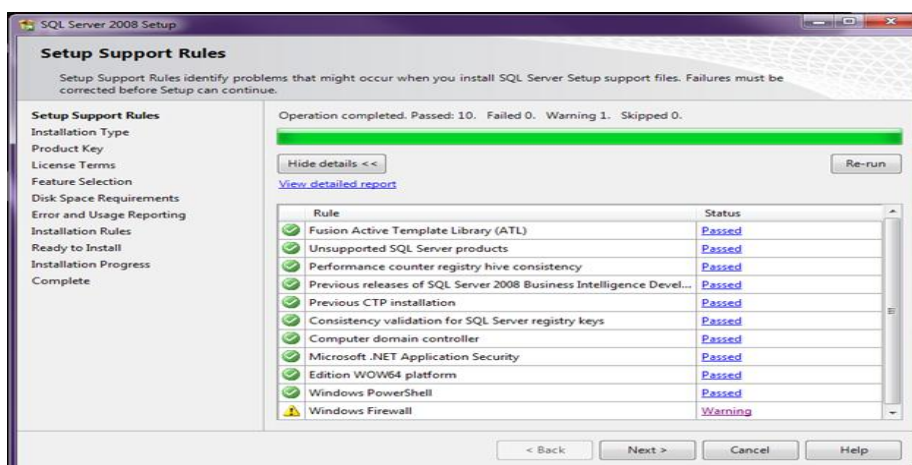 SQL Server 2008 Setup
Setup Support Rules
Setup Support Rules identify problems that might occur when you install SQL Server Setup support files. Failures must be
corrected before Setup can continue.
Setup Support Rules
Installation Type
Product Key
License Terms
Feature Selection
Disk Space Requirements
Error and Usage Reporting
Installation Rules
Ready to Install
Installation Progress
Complete
Operation completed. Passed: 10. Failed 0. Warning 1. Skipped 0.
Hide details << Re-run
View detailed report
Rule Status
Fusion Active Template Library (ATL) Passed
Unsupported SQL Server products Passed
Performance counter registry hive consistency Passed
Previous releases of SQL Server 2008 Business Intelligence Devel... Passed
Previous CTP installation Passed
Consistency validation for SQL Server registry keys Passed
Computer domain controller Passed
Microsoft .NET Application Security Passed
Edition WOW64 platform Passed
Windows PowerShell Passed
Windows Firewall Warning
< Back Next > Cancel Help